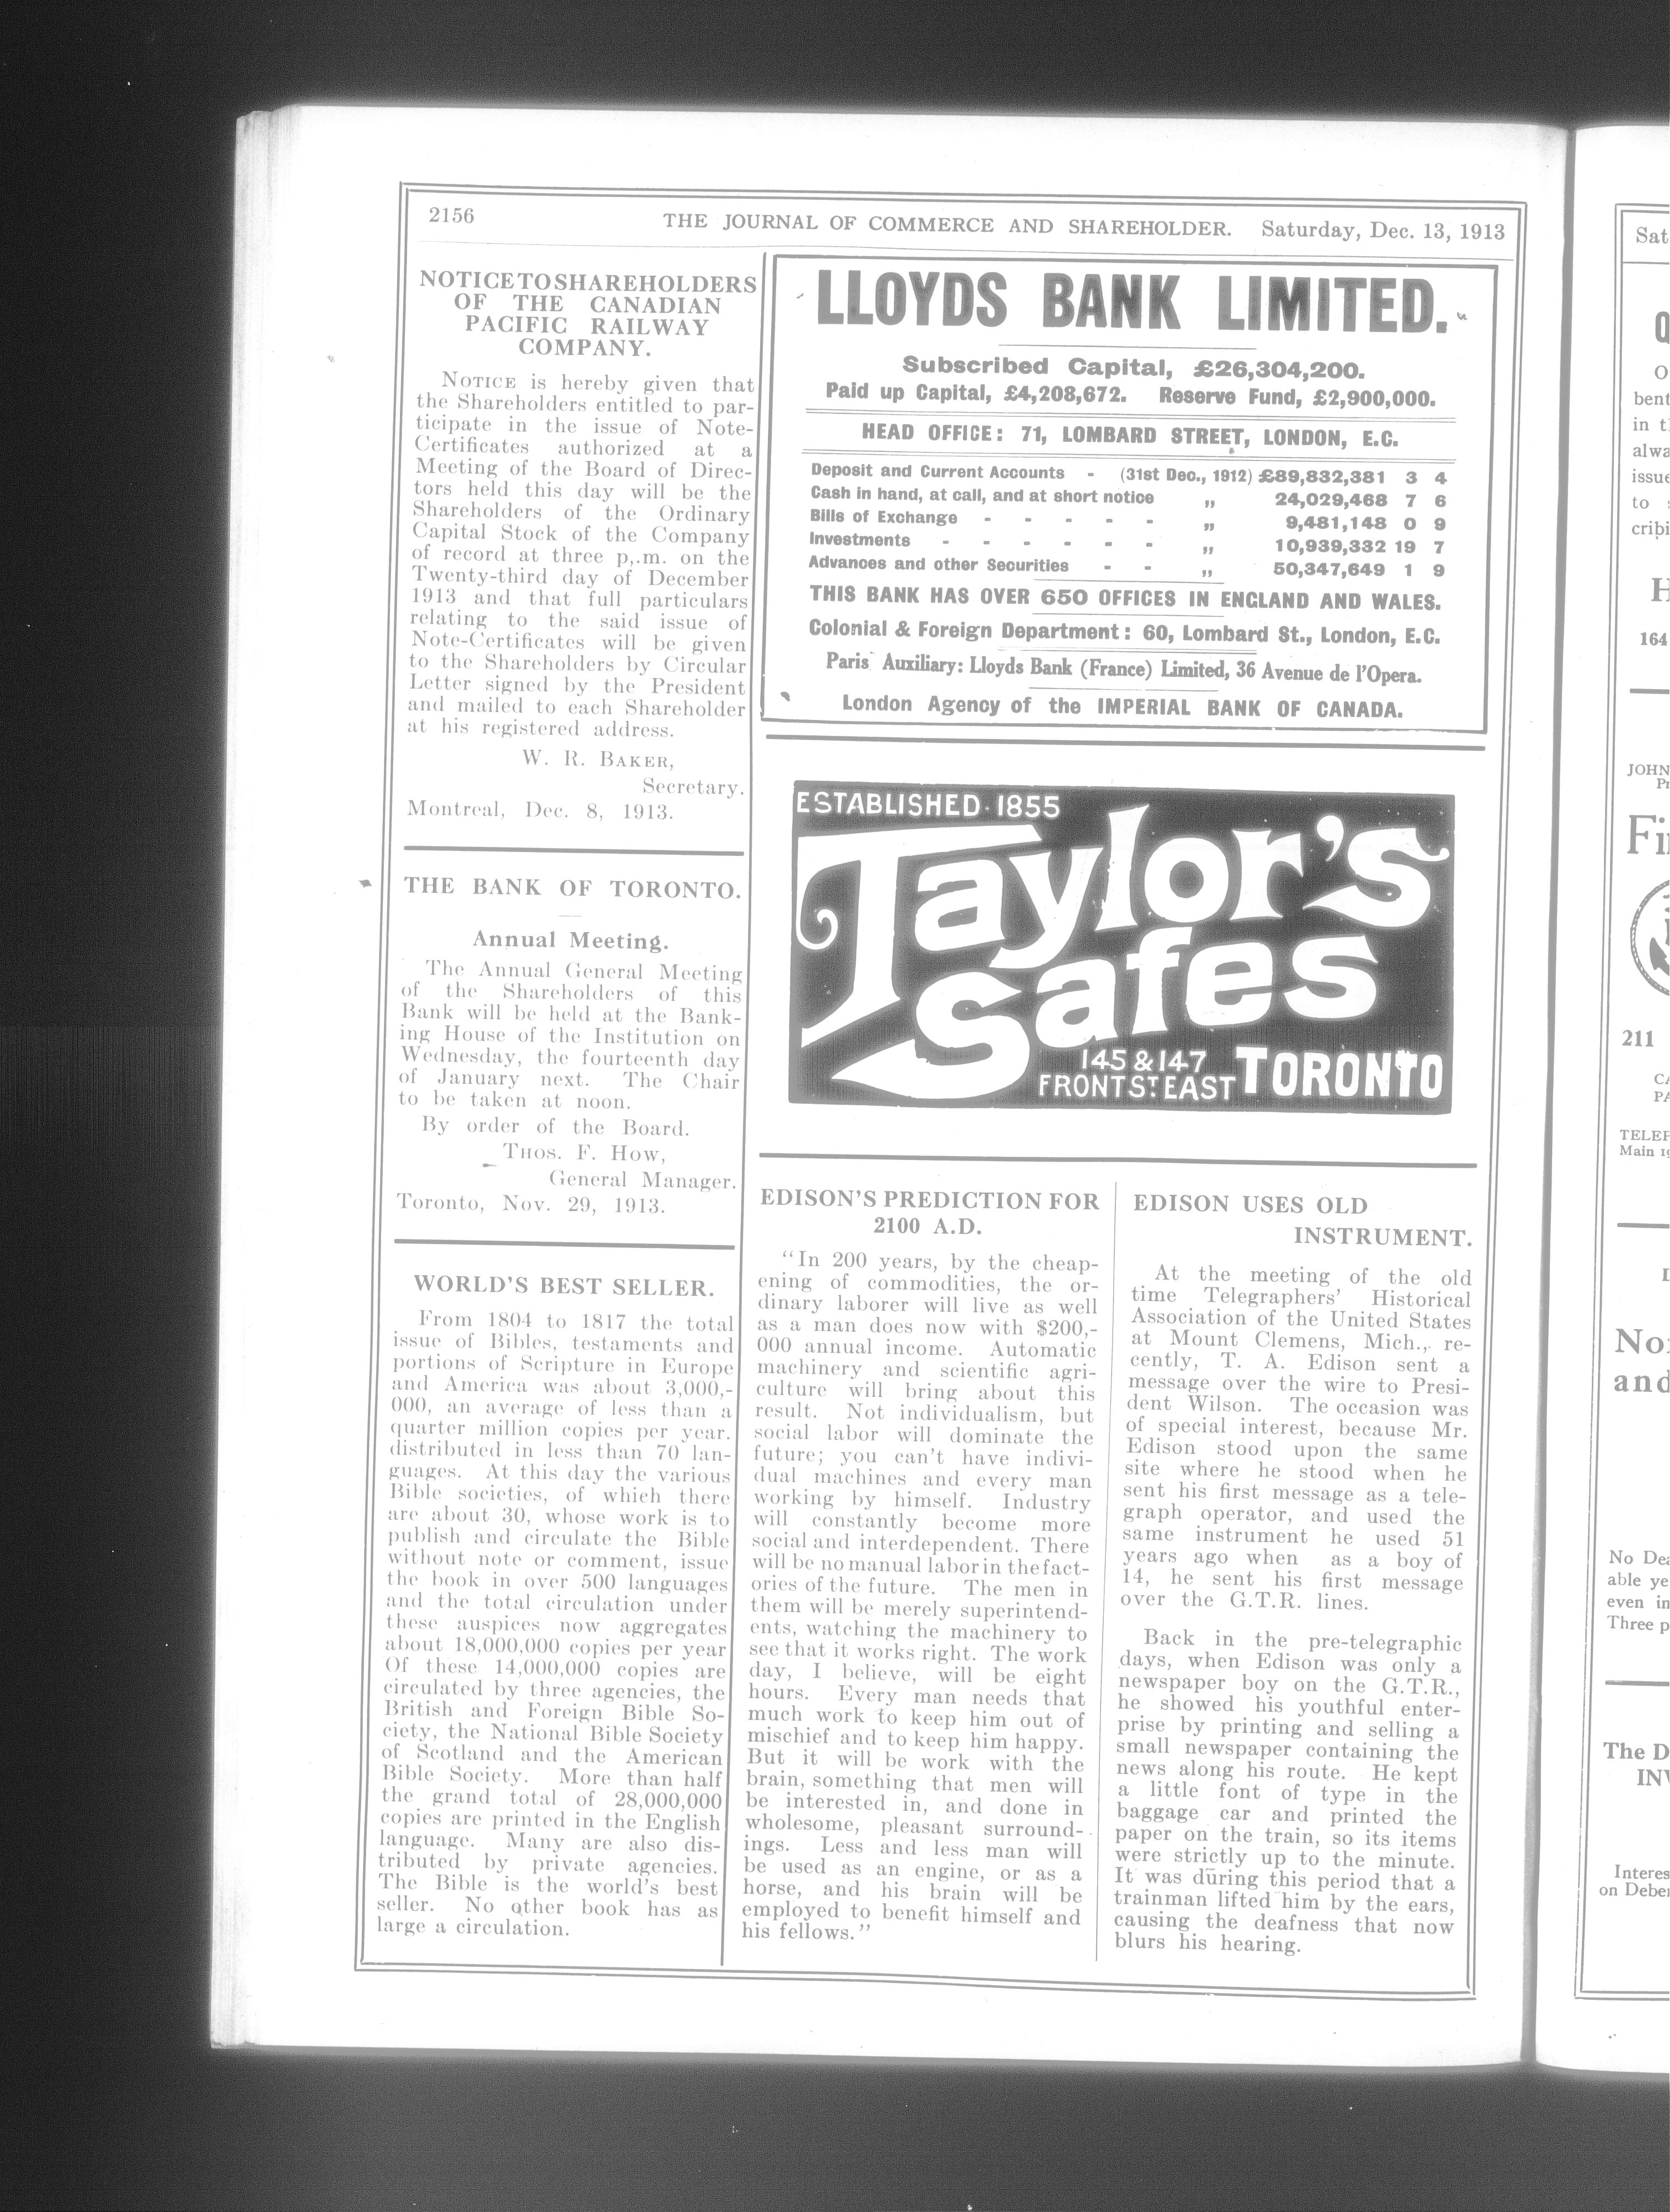 2156 THE JOURNAL OF COMMERCE AND SHAREHOLDER. Saturday, Dec. 13, 1913
NOTICE TO SHAREHOLDERS
OF THE CANADIAN
PACIFIC RAILWAY
COMPANY.
NOTICE is hereby given that
the Shareholders entitled to par-
ticipate in the issue of Note-
Certificates authorized at a
Meeting of the Board of Direc-
tors held this day will be the
Shareholders of the Ordinary
Capital Stock of the Company
of record at three p,.m. on the
Twenty-third day of December
1913 and that full particulars
relating to the said issue of
Note-Certificates will be given
to the Shareholders by Circular
Letter signed by the President
and mailed to each Shareholder
at his registered address.
W. R. BAKER,
Secretary.
Montreal, Dec. 8, 1913.
THE BANK OF TORONTO.
Annual Meeting.
The Annual General Meeting
of the Shareholders of this
Bank will be held at the Bank-
ing House of the Institution on
Wednesday, the fourteenth day
of January next. The Chair
to be taken at noon.
By order of the Board.
THOS. F. HOW,
General Manager.
Toronto, Nov. 29, 1913.
WORLD'S BEST SELLER.
From 1804 to 1817 the total
issue of Bibles, testaments and
portions of Scripture in Europe
and America was about 3,000,-
000, an average of less than a
quarter million copies per year.
distributed in less than 70 lan-
guages. At this day the various
Bible societies, of which there
are about 30, whose work is to
publish and circulate the Bible
without note or comment, issue
the book in over 500 languages
and the total circulation under
these auspices now aggregates
about 18,000,000 copies per year
Of these 14,000,000 copies are
circulated by three agencies, the
British and Foreign Bible So-
ciety, the National Bible Society
of Scotland and the American
Bible Society. More than half
the grand total of 28,000,000
copies are printed in the English
language. Many are also dis-
tributed by private agencies.
The Bible is the world's best
seller. No other book has as
large a circulation.
LLOYDS BANK LIMITED.
Subscribed Capital, £26,304,200.
Paid up Capital, £4,208,672. Reserve Fund, £2,900,000.
HEAD OFFICE: 71, LOMBARD STREET, LONDON, E.C.
Deposit and Current Accounts - (31st Dec., 1912) £89,832,381 3 4
Cash in hand, at call, and at short notice ,, 24,029,468 7 6
Bills of Exchange - - - - - ,, 9,481,148 0 9
Investments - - - - - - ,, 10,939,332 19 7
Advances and other Securities - - ,, 50,347,649 1 9
THIS BANK HAS OVER 650 OFFICES IN ENGLAND AND WALES.
Colonial & Foreign Department: 60, Lombard St., London, E.C.
Paris Auxiliary: Lloyds Bank (France) Limited, 36 Avenue de l'Opera.
London Agency of the IMPERIAL BANK OF CANADA.
ESTABLISHED · 1855
Taylor's
Safes
145 & 147
FRONT ST. EAST TORONTO
EDISON'S PREDICTION FOR
2100 A.D.
"In 200 years, by the cheap-
ening of commodities, the or-
dinary laborer will live as well
as a man does now with $200,-
000 annual income. Automatic
machinery and scientific agri-
culture will bring about this
result. Not individualism, but
social labor will dominate the
future; you can't have indivi-
dual machines and every man
working by himself. Industry
will constantly become more
social and interdependent. There
will be no manual labor in the fact-
ories of the future. The men in
them will be merely superintend-
ents, watching the machinery to
see that it works right. The work
day, I believe, will be eight
hours. Every man needs that
much work to keep him out of
mischief and to keep him happy.
But it will be work with the
brain, something that men will
be interested in, and done in
wholesome, pleasant surround-
ings. Less and less man will
be used as an engine, or as a
horse, and his brain will be
employed to benefit himself and
his fellows."
EDISON USES OLD
INSTRUMENT.
At the meeting of the old
time Telegraphers' Historical
Association of the United States
at Mount Clemens, Mich., re-
cently, T. A. Edison sent a
message over the wire to Presi-
dent Wilson. The occasion was
of special interest, because Mr.
Edison stood upon the same
site where he stood when he
sent his first message as a tele-
graph operator, and used the
same instrument he used 51
years ago when as a boy of
14, he sent his first message
over the G.T.R. lines.
Back in the pre-telegraphic
days, when Edison was only a
newspaper boy on the G.T.R.,
he showed his youthful enter-
prise by printing and selling a
small newspaper containing the
news along his route. He kept
a little font of type in the
baggage car and printed the
paper on the train, so its items
were strictly up to the minute.
It was during this period that a
trainman lifted him by the ears,
causing the deafness that now
blurs his hearing.
Sat
bent
in
issue
to
164
JOHN
211
TELEP
Main
and
No
able
even in
Three
The
on